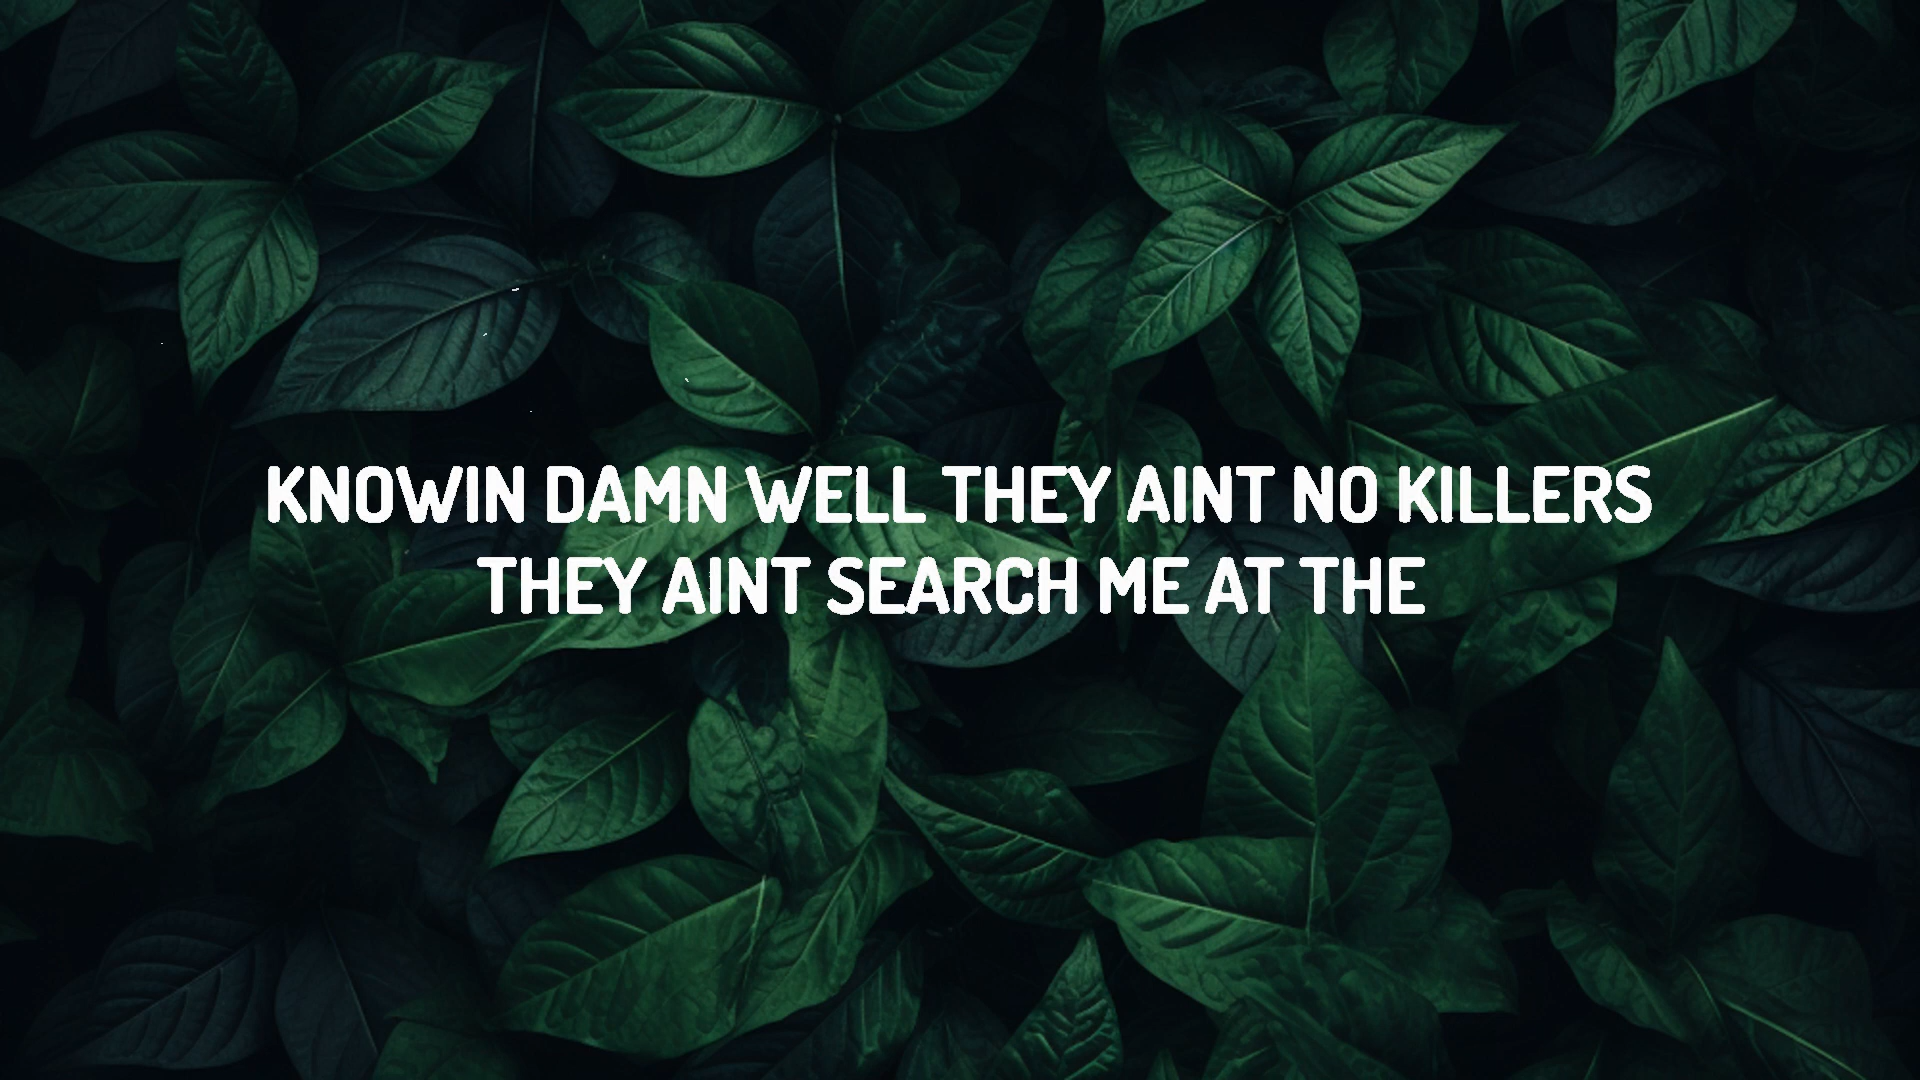 KNOWIN DAMN WELL THEY AINT NO KILLERS
THEY AINT SEARCH ME AT THE